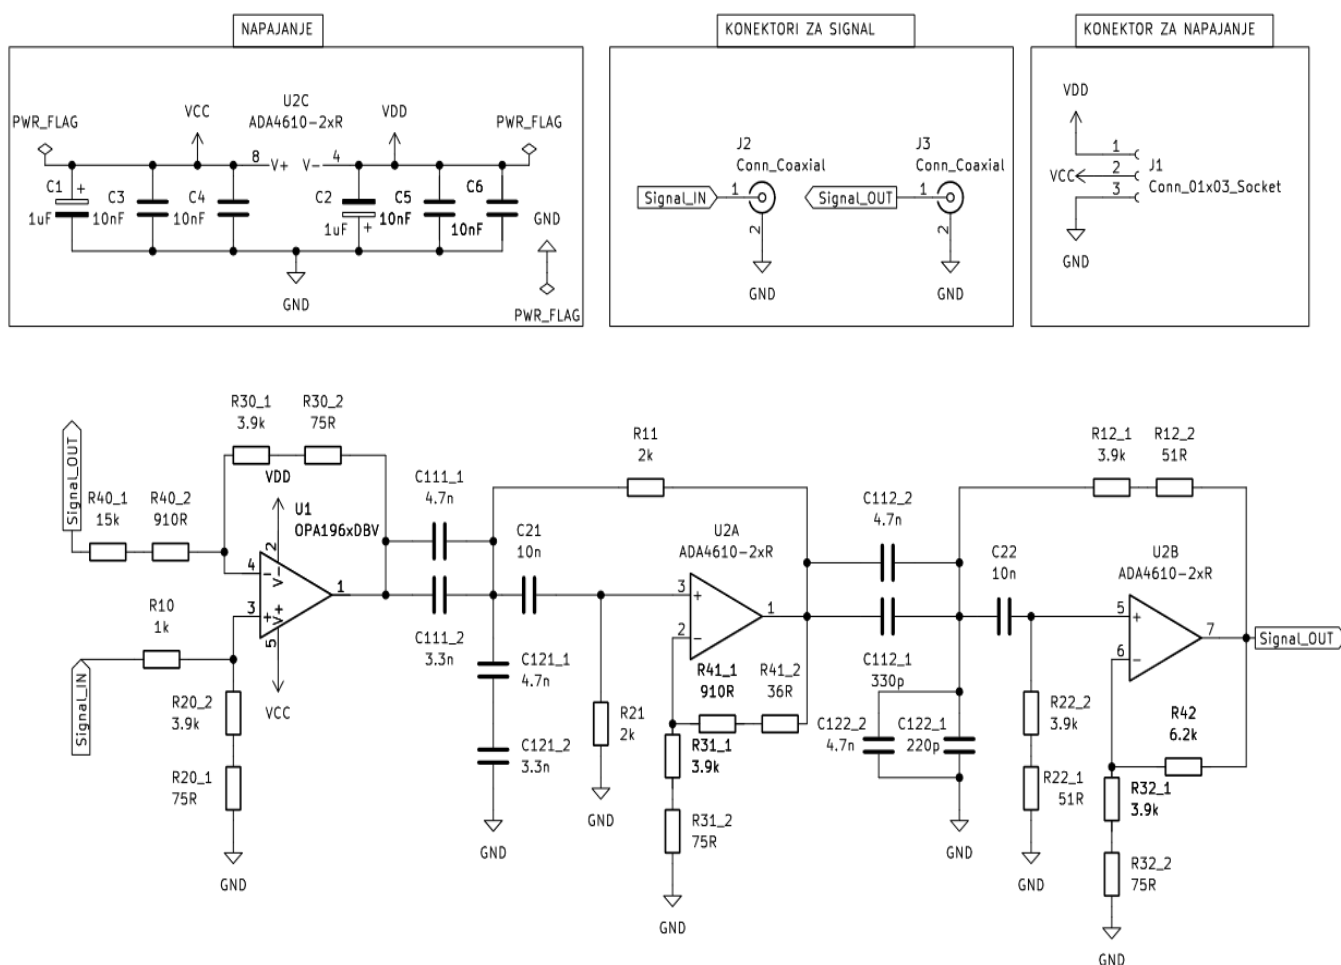 NAPAJANJE
KONEKTORI ZA SIGNAL
KONEKTOR ZA NAPAJANJE
PWR_FLAG
VCC
U2C
ADA4610-2xR
VDD
PWR_FLAG
8
V+
V-
4
C1
+
1uF
C3
10nF
C4
10nF
C2
1uF
+
C5
10nF
C6
10nF
GND
GND
PWR_FLAG
J2
Conn_Coaxial
Signal_IN
1
2
GND
J3
Conn_Coaxial
Signal_OUT
1
2
GND
VDD
1
VCC
2
3
J1
Conn_01x03_Socket
GND
Signal_OUT
R40_1
15k
R40_2
910R
R30_1
3.9k
R30_2
75R
VDD
U1
OPA196xDBV
2
V-
4
-
3
+
V+
5
1
VCC
R10
1k
Signal_IN
R20_2
3.9k
R20_1
75R
GND
C111_1
4.7n
C111_2
3.3n
C21
10n
C121_1
4.7n
C121_2
3.3n
GND
R11
2k
R21
2k
GND
U2A
ADA4610-2xR
3
+
2
-
1
R41_1
910R
R41_2
36R
R31_1
3.9k
R31_2
75R
GND
C112_2
4.7n
C112_1
330p
C122_2
4.7n
C122_1
220p
GND
C22
10n
R12_1
3.9k
R12_2
51R
U2B
ADA4610-2xR
5
+
6
-
7
Signal_OUT
R22_2
3.9k
R22_1
51R
GND
R42
6.2k
R32_1
3.9k
R32_2
75R
GND